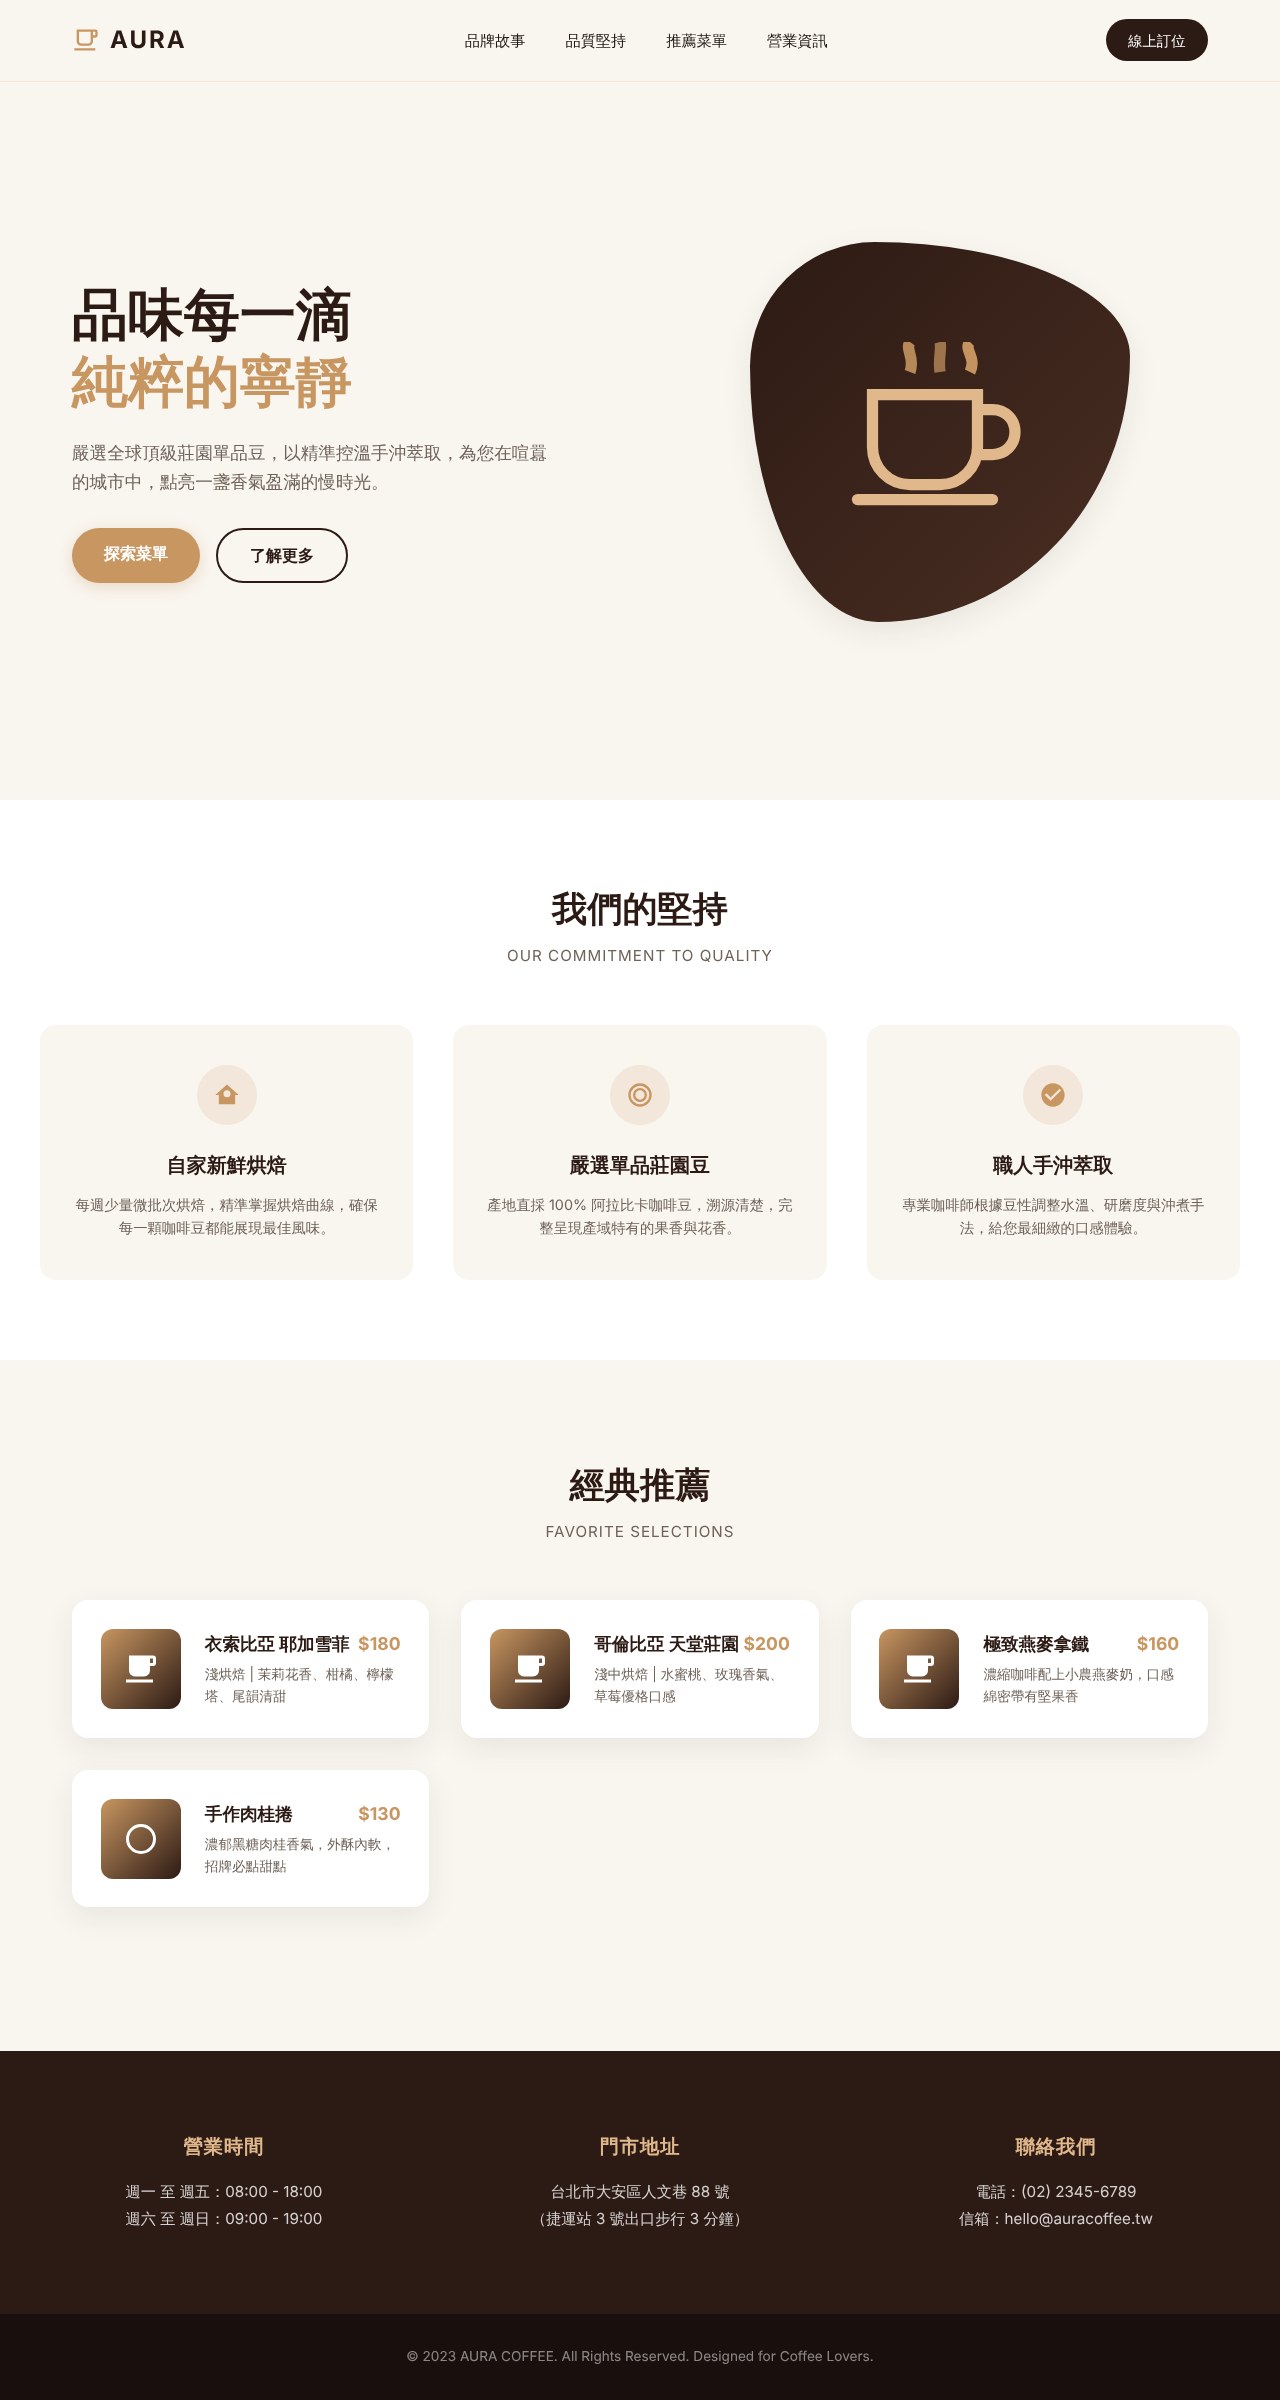 AURA
品牌故事
品質堅持
推薦菜單
營業資訊
線上訂位
品味每一滴
純粹的寧靜
嚴選全球頂級莊園單品豆，以精準控溫手沖萃取，為您在喧囂
的城市中，點亮一盞香氣盈滿的慢時光。
探索菜單
了解更多
我們的堅持
OUR COMMITMENT TO QUALITY
自家新鮮烘焙
每週少量微批次烘焙，精準掌握烘焙曲線，確保
每一顆咖啡豆都能展現最佳風味。
嚴選單品莊園豆
產地直採 100% 阿拉比卡咖啡豆，溯源清楚，完
整呈現產域特有的果香與花香。
職人手沖萃取
專業咖啡師根據豆性調整水溫、研磨度與沖煮手
法，給您最細緻的口感體驗。
經典推薦
FAVORITE SELECTIONS
衣索比亞 耶加雪菲 $180
淺烘焙 | 茉莉花香、柑橘、檸檬
塔、尾韻清甜
哥倫比亞 天堂莊園 $200
淺中烘焙 | 水蜜桃、玫瑰香氣、
草莓優格口感
極致燕麥拿鐵 $160
濃縮咖啡配上小農燕麥奶，口感
綿密帶有堅果香
手作肉桂捲 $130
濃郁黑糖肉桂香氣，外酥內軟，
招牌必點甜點
營業時間
週一 至 週五：08:00 - 18:00
週六 至 週日：09:00 - 19:00
門市地址
台北市大安區人文巷 88 號
（捷運站 3 號出口步行 3 分鐘）
聯絡我們
電話：(02) 2345-6789
信箱：hello@auracoffee.tw
© 2023 AURA COFFEE. All Rights Reserved. Designed for Coffee Lovers.